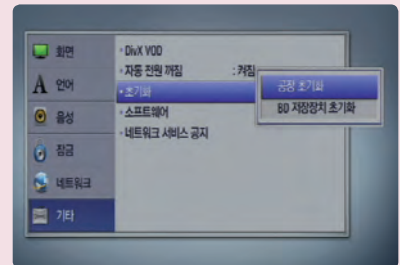 화면
언어
음성
잠금
네트워크
기타
• DivX VOD
• 자동 전원 꺼짐 : 켜짐
• 초기화
• 소프트웨어
• 네트워크 서비스 공지
공장 초기화
BD 저장장치 초기화